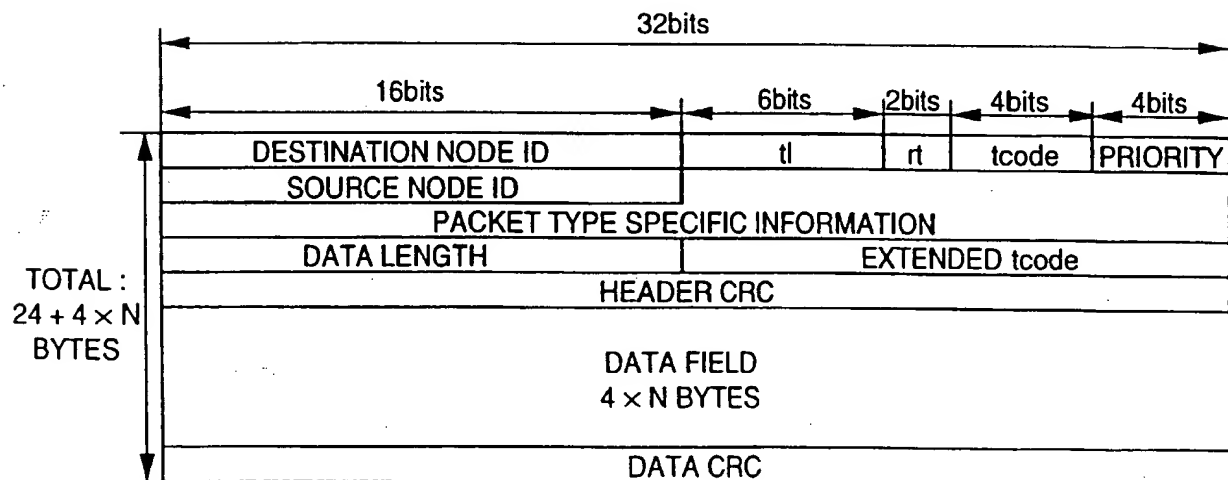 32bits
16bits 6bits 2bits 4bits 4bits
DESTINATION NODE ID tl rt tcode PRIORITY
SOURCE NODE ID
PACKET TYPE SPECIFIC INFORMATION
DATA LENGTH EXTENDED tcode
HEADER CRC
TOTAL :
24 + 4 × N
BYTES
DATA FIELD
4 × N BYTES
DATA CRC